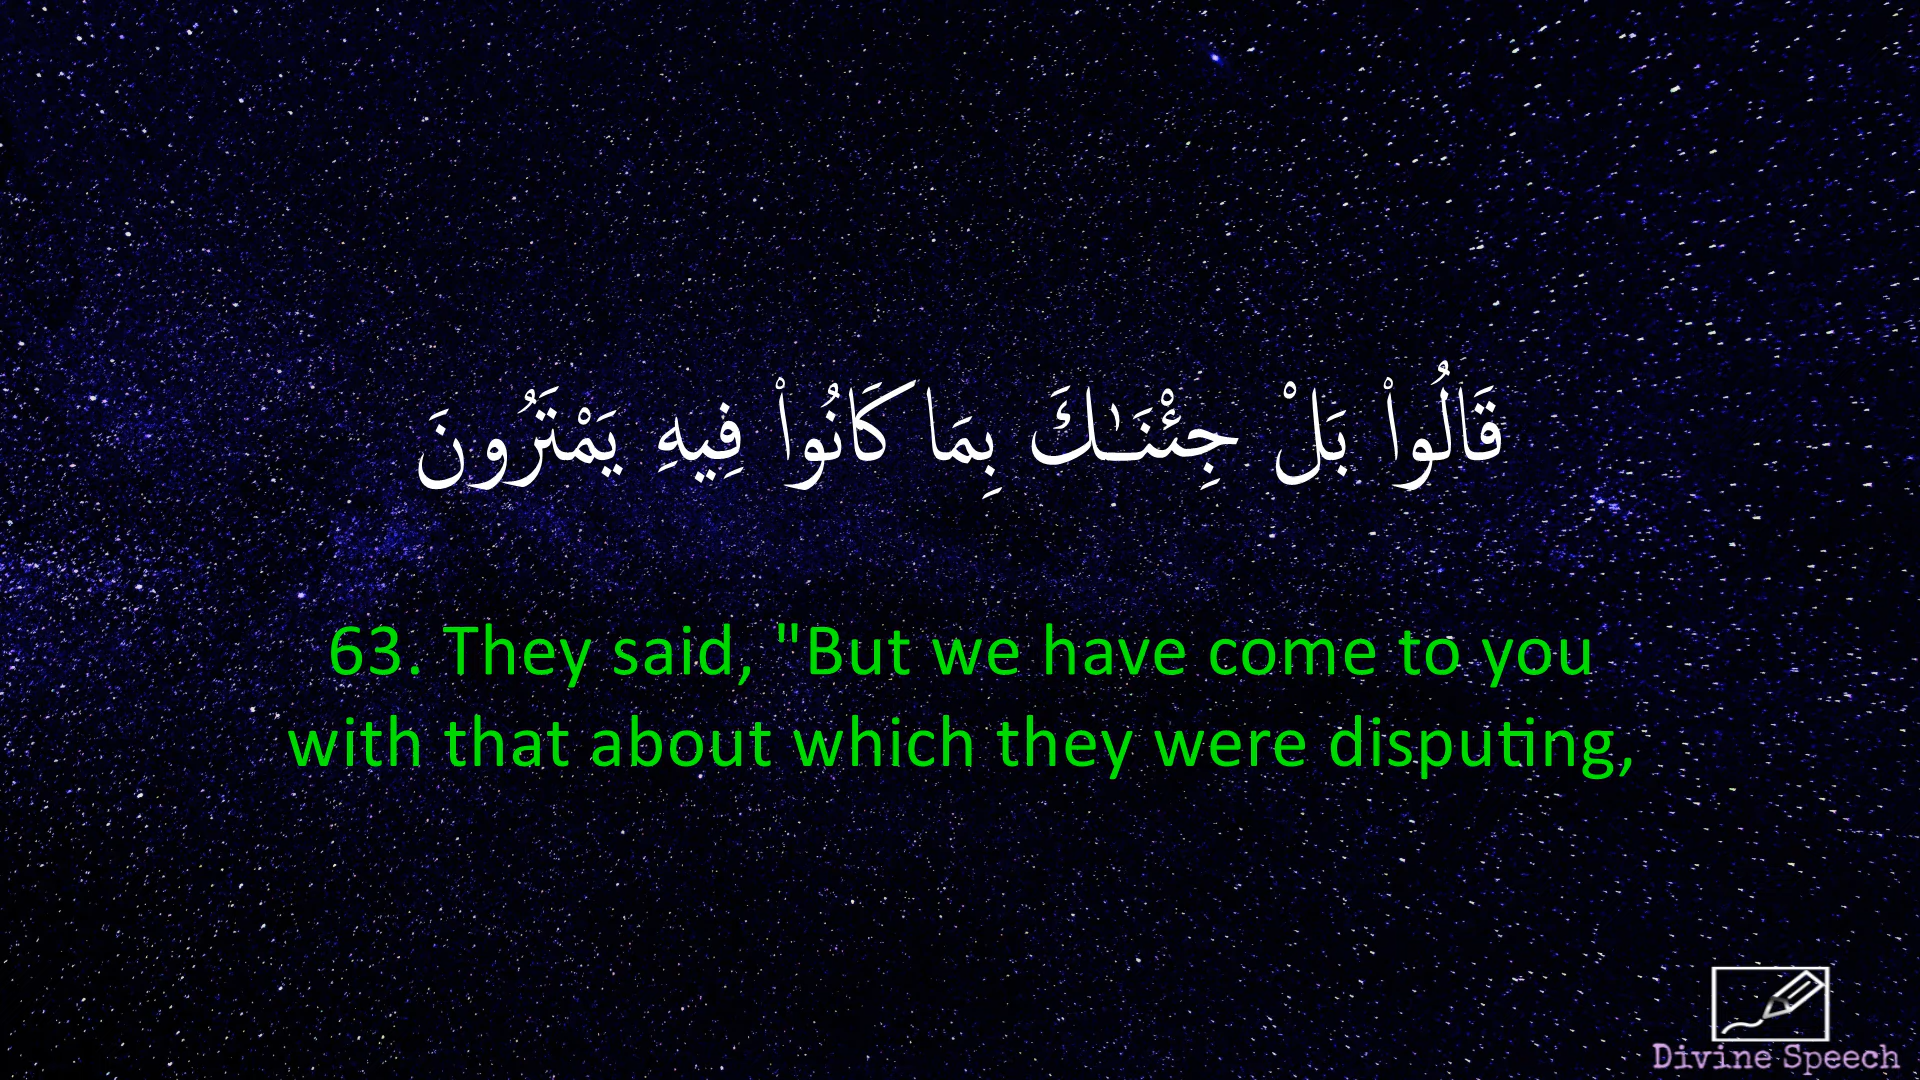 قَالُوا۟ بَلْ جِئْنَـٰكَ بِمَا كَانُوا۟ فِيهِ يَمْتَرُونَ
63. They said, "But we have come to you
with that about which they were disputing,
Divine Speech